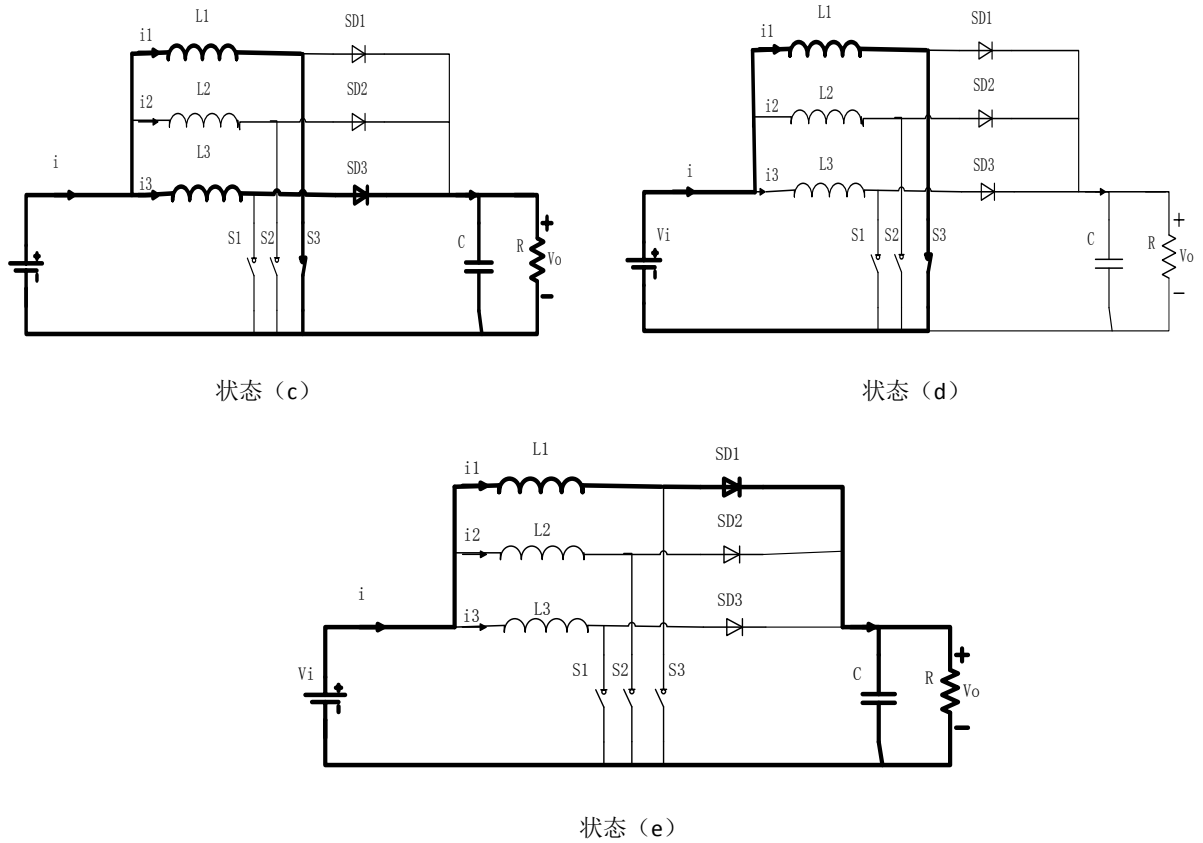 L1
SD1
i1
L2
SD2
i2
L3
SD3
i
i3
S1
S2
S3
C
R
Vo
+
-
+
-
状态（c）
L1
SD1
i1
L2
SD2
i2
L3
SD3
i
i3
Vi
S1
S2
S3
C
R
Vo
+
-
+
-
状态（d）
L1
SD1
i1
L2
SD2
i2
L3
SD3
i
i3
Vi
S1
S2
S3
C
R
Vo
+
-
+
-
状态（e）